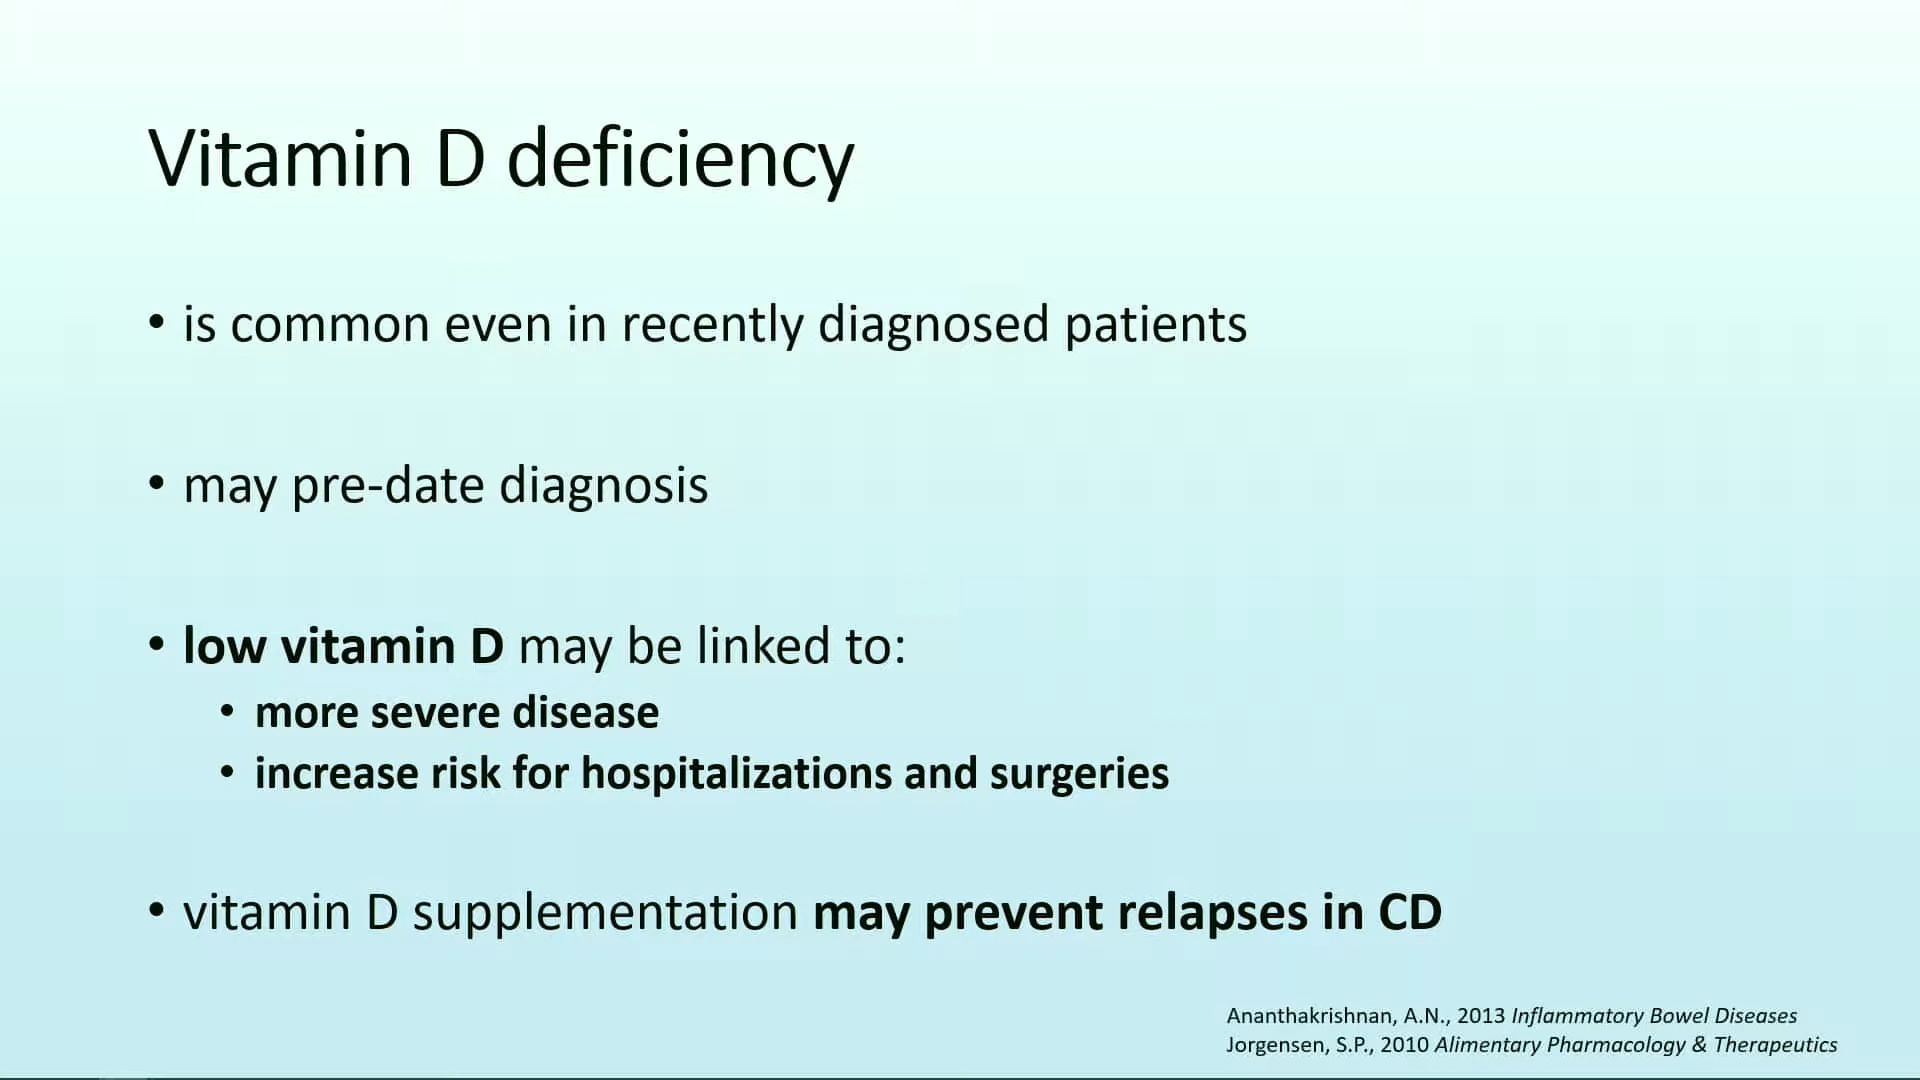 Vitamin D deficiency
• is common even in recently diagnosed patients
• may pre-date diagnosis
• low vitamin D may be linked to:
• more severe disease
• increase risk for hospitalizations and surgeries
• vitamin D supplementation may prevent relapses in CD
Ananthakrishnan, A.N., 2013 Inflammatory Bowel Diseases
Jorgensen, S.P., 2010 Alimentary Pharmacology & Therapeutics